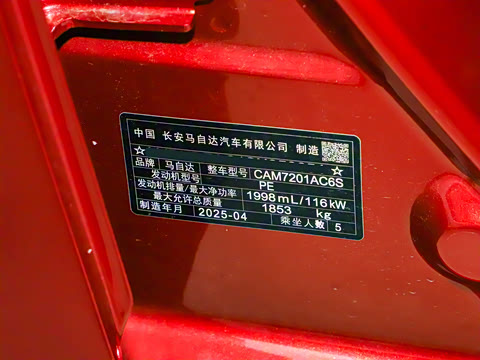 中国 长安马自达汽车有限公司 制造
☆ ☆
品牌 马自达 整车型号 CAM7201AC6S
发动机型号 PE
发动机排量/最大净功率 1998mL/116kW
最大允许总质量 1853 kg
制造年月 2025-04 乘坐人数 5